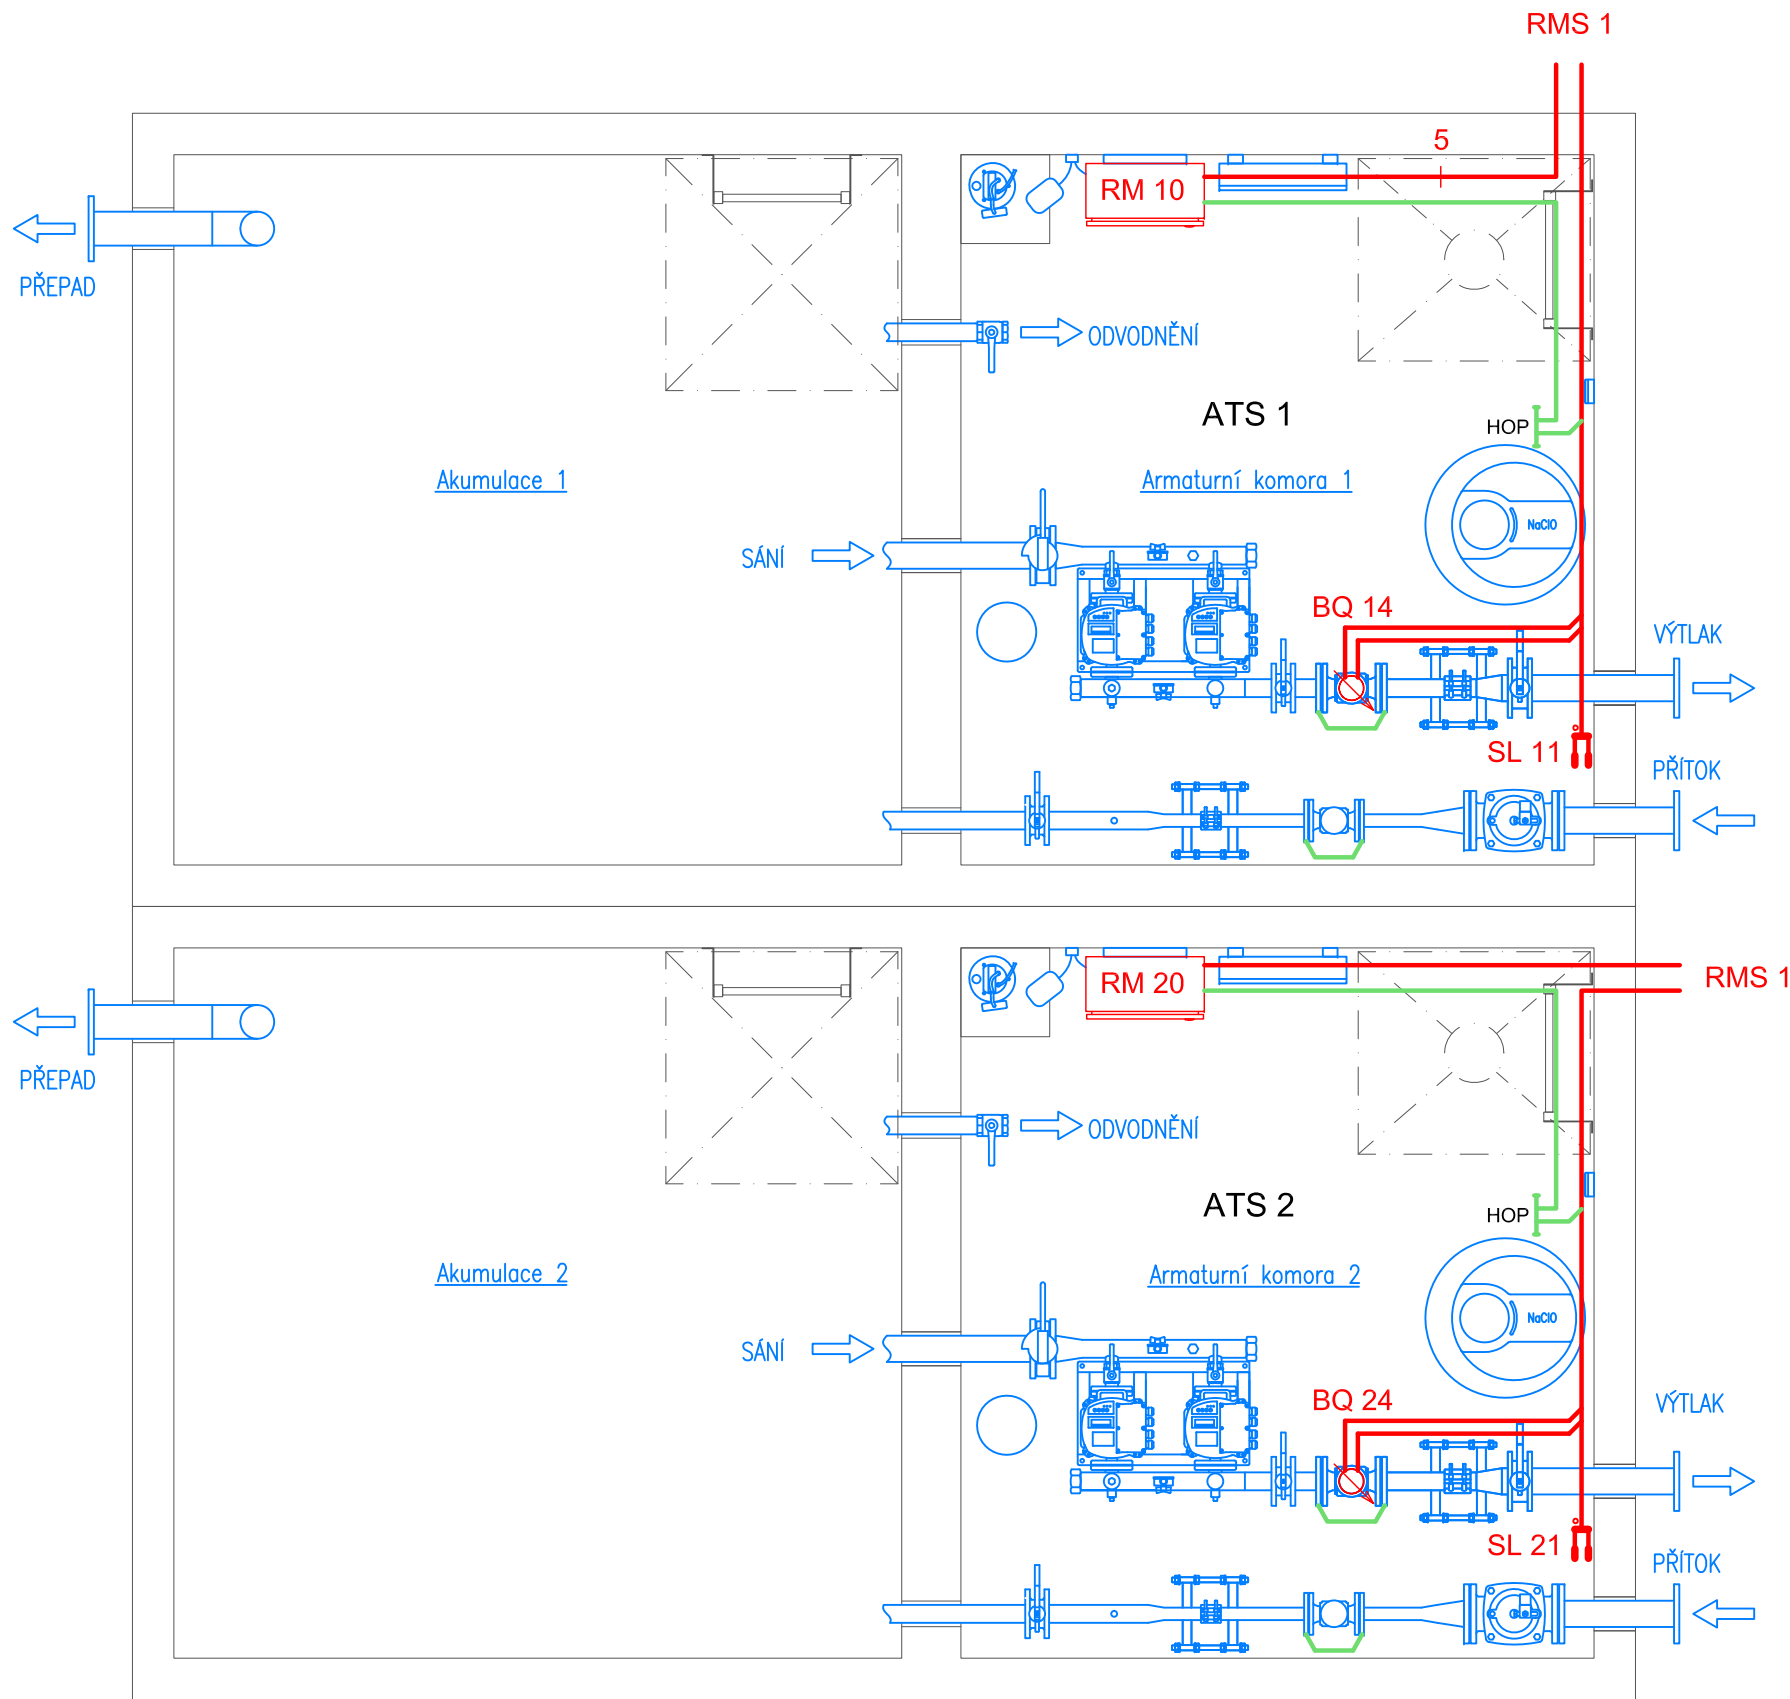 RMS 1
5
RM 10
PŘEPAD
ODVODNĚNÍ
ATS 1
HOP
Akumulace 1
Armaturní komora 1
NaClO
SÁNÍ
BQ 14
VÝTLAK
SL 11
PŘÍTOK
RM 20
RMS 1
PŘEPAD
ODVODNĚNÍ
ATS 2
HOP
Akumulace 2
Armaturní komora 2
NaClO
SÁNÍ
BQ 24
VÝTLAK
SL 21
PŘÍTOK